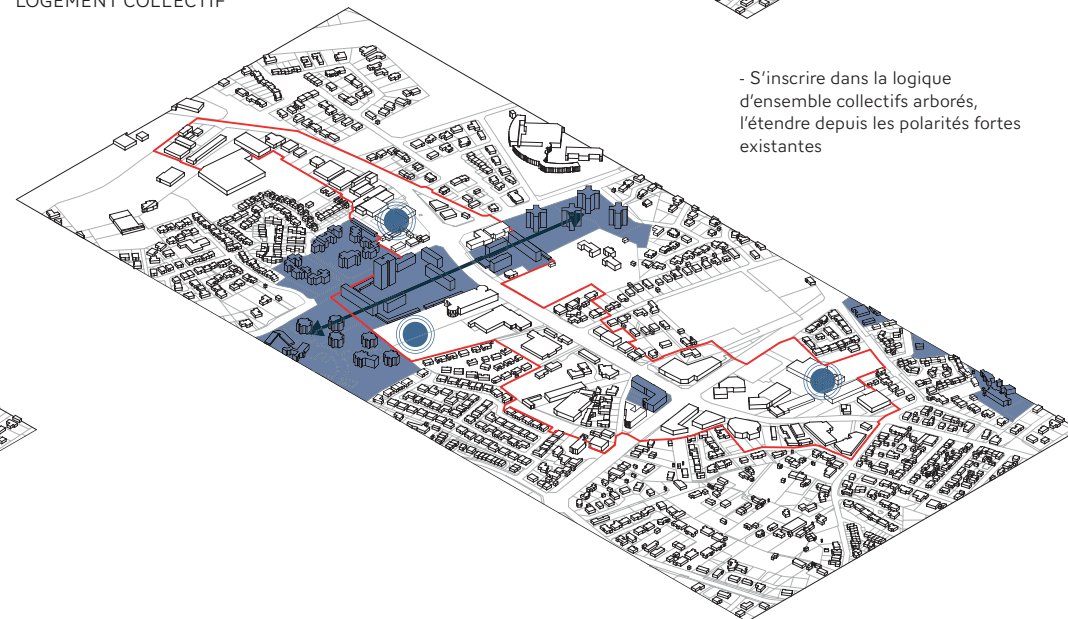 LOGEMENT COLLECTIF
- S’inscrire dans la logique
d’ensemble collectifs arborés,
l’étendre depuis les polarités fortes
existantes